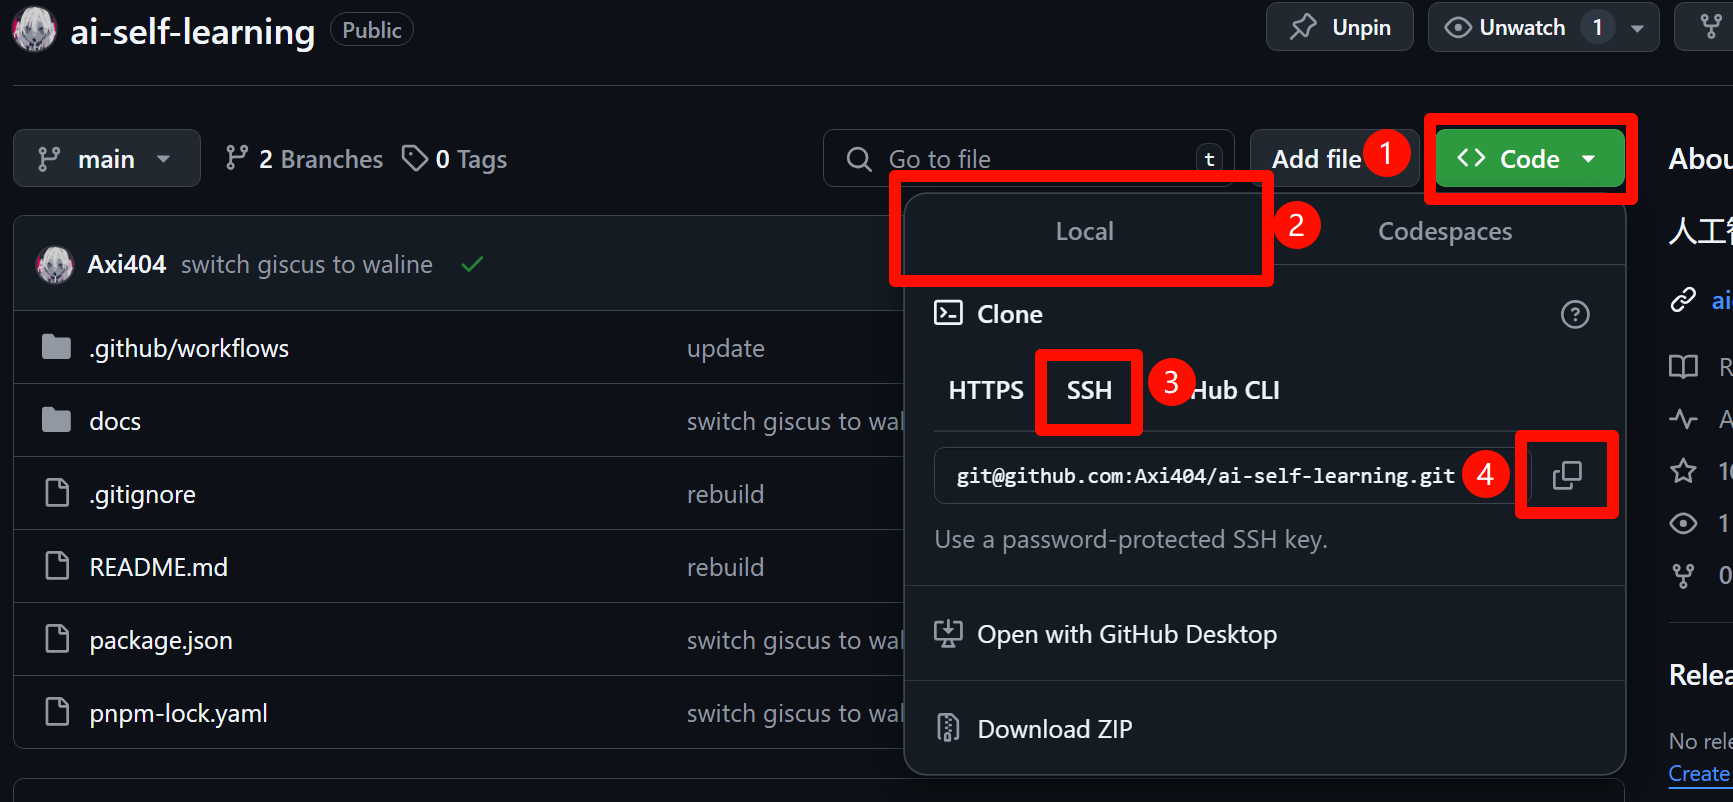 ai-self-learning Public Unpin Unwatch 1
main 2 Branches 0 Tags Go to file t Add file 1 Code
Local 2 Codespaces
Axi404 switch giscus to waline
Clone
.github/workflows update
HTTPS SSH 3 Hub CLI
docs switch giscus to wal
git@github.com:Axi404/ai-self-learning.git 4
.gitignore rebuild
Use a password-protected SSH key.
README.md rebuild
package.json switch giscus to wal
Open with GitHub Desktop
pnpm-lock.yaml switch giscus to wal
Download ZIP
Abou
人工
ai
R
A
1
1
0
Relea
No rele
Create